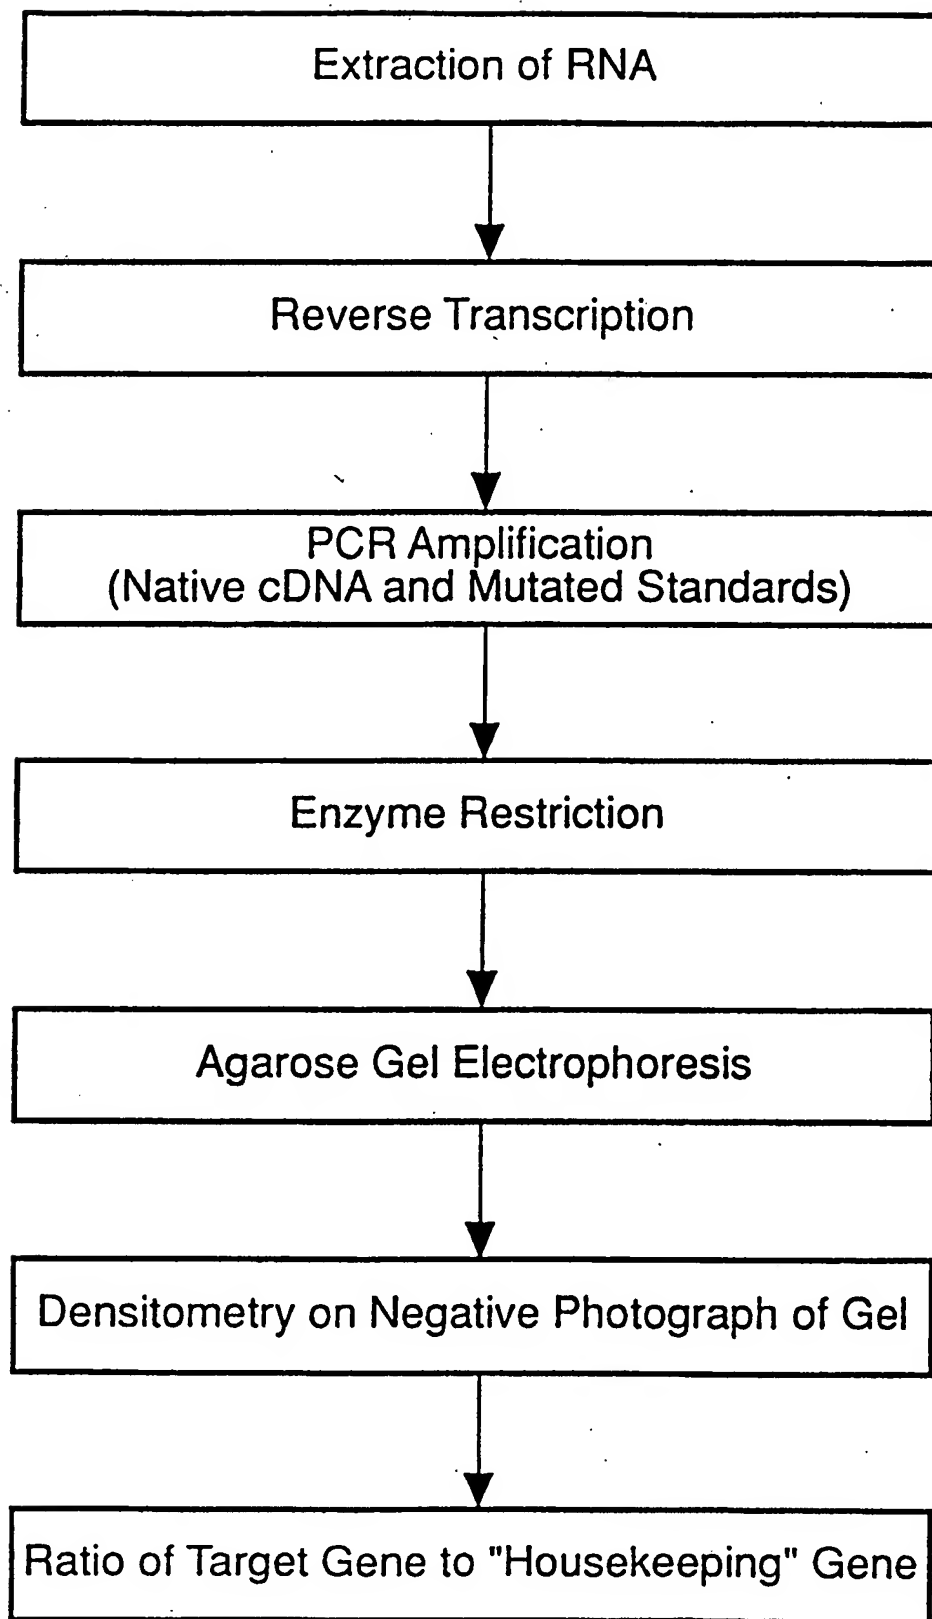 Extraction of RNA
Reverse Transcription
PCR Amplification
(Native cDNA and Mutated Standards)
Enzyme Restriction
Agarose Gel Electrophoresis
Densitometry on Negative Photograph of Gel
Ratio of Target Gene to "Housekeeping" Gene